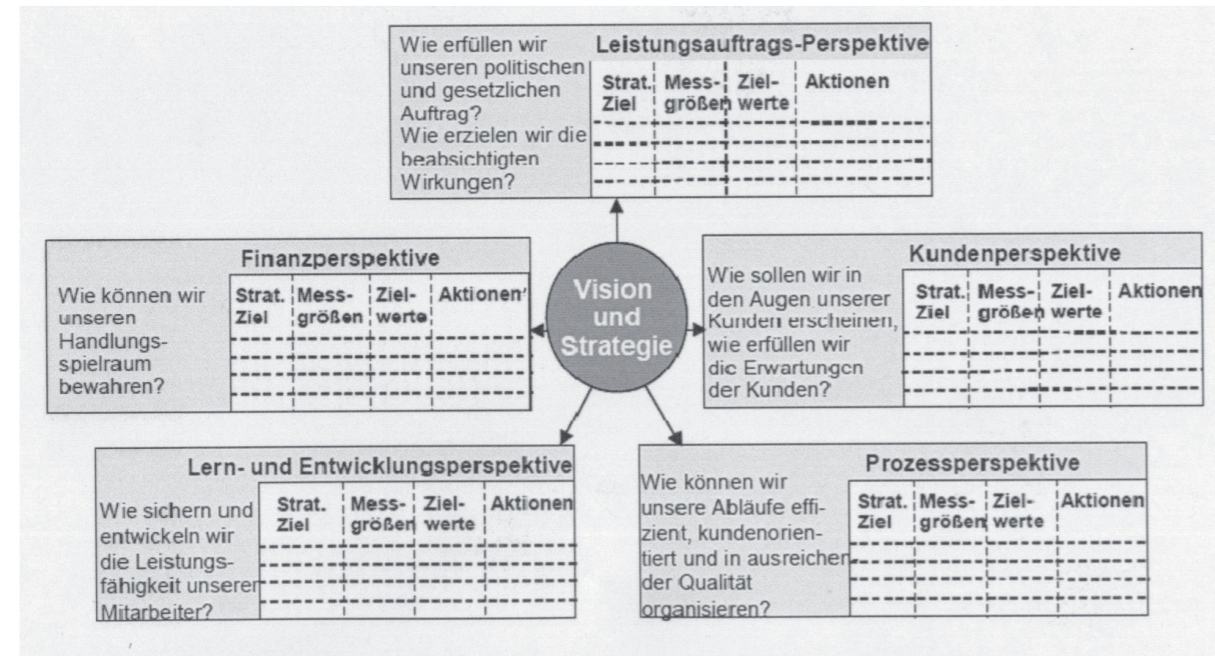 Wie erfüllen wir
unseren politischen
und gesetzlichen
Auftrag?
Wie erzielen wir die
beabsichtigten
Wirkungen?
Leistungsauftrags-Perspektive
Strat. Mess- Ziel- Aktionen
Ziel größen werte
Finanzperspektive
Wie können wir
unseren
Handlungs-
spielraum
bewahren?
Strat. Mess- Ziel- Aktionen
Ziel größen werte
Vision
und
Strategie
Kundenperspektive
Wie sollen wir in
den Augen unserer
Kunden erscheinen,
wie erfüllen wir
die Erwartungen
der Kunden?
Strat. Mess- Ziel- Aktionen
Ziel größen werte
Lern- und Entwicklungsperspektive
Wie sichern und
entwickeln wir
die Leistungs-
fähigkeit unserer
Mitarbeiter?
Strat. Mess- Ziel- Aktionen
Ziel größen werte
Prozessperspektive
Wie können wir
unsere Abläufe effi-
zient, kundenorien-
tiert und in ausreichen
der Qualität
organisieren?
Strat. Mess- Ziel- Aktionen
Ziel größen werte